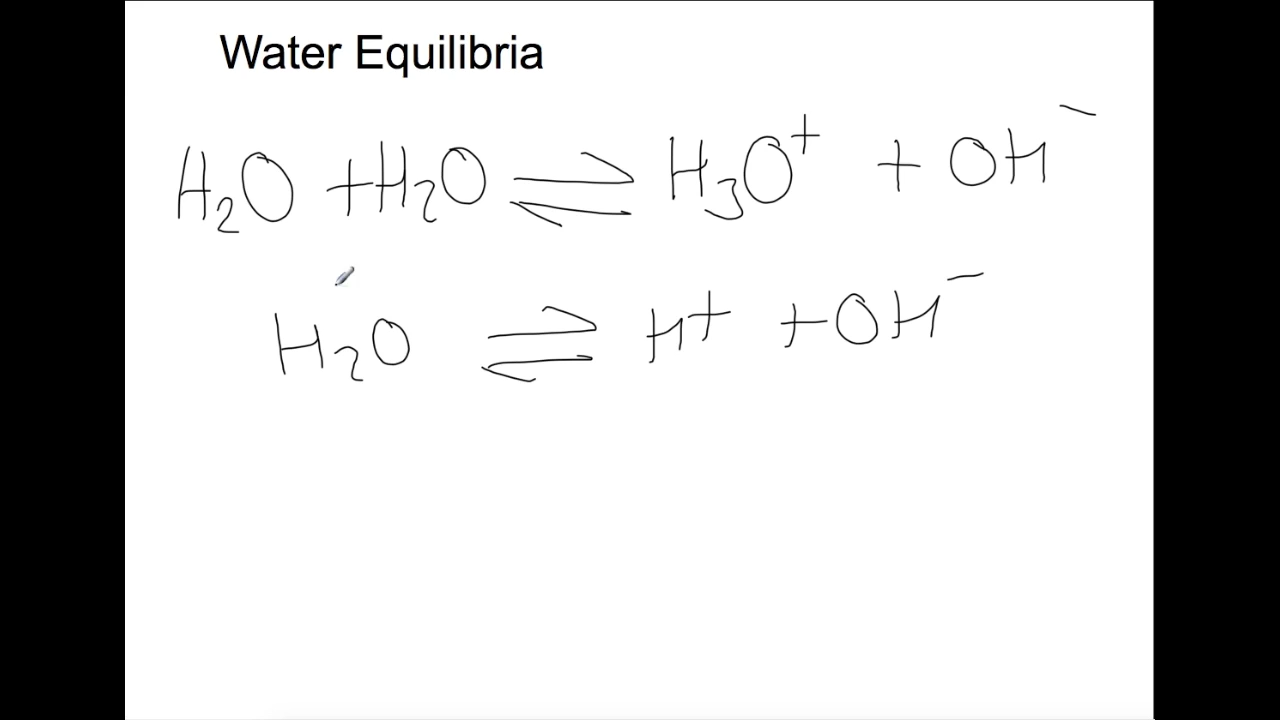 Water Equilibria
H₂O + H₂O ⇌ H₃O⁺ + OH⁻
H₂O ⇌ H⁺ + OH⁻